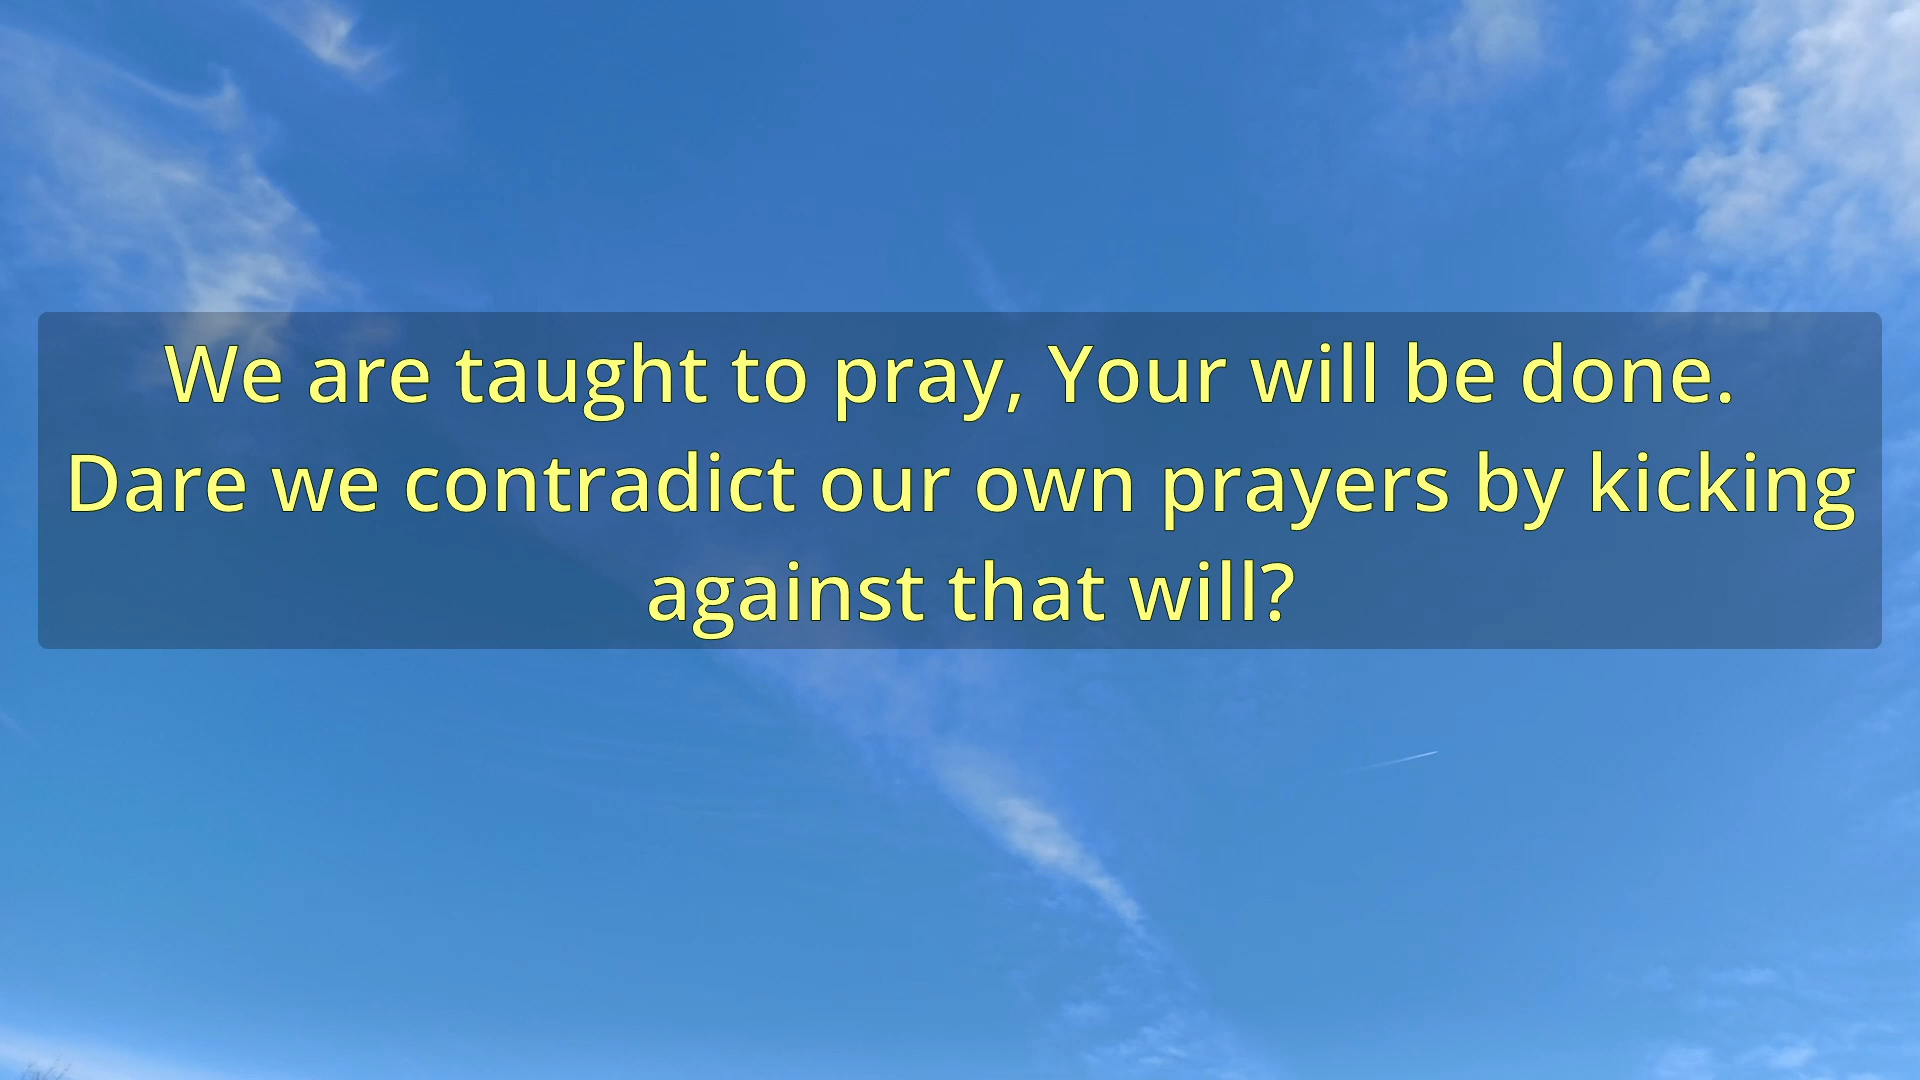 We are taught to pray, Your will be done.
Dare we contradict our own prayers by kicking
against that will?